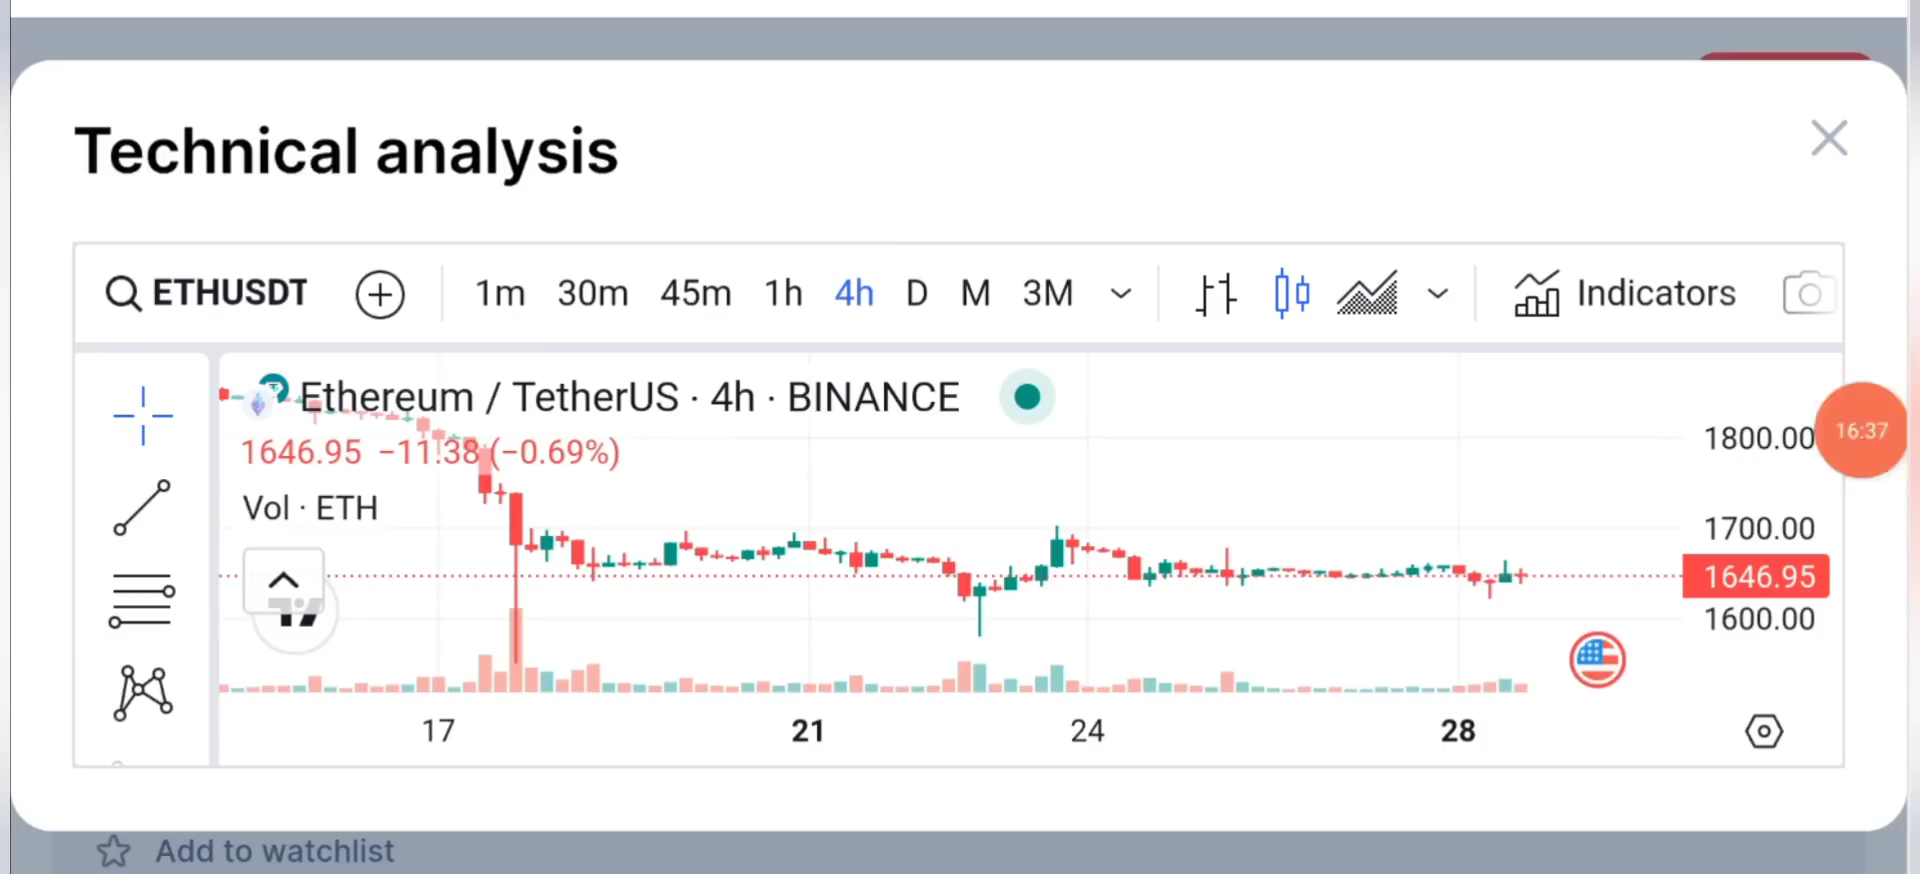 Technical analysis
ETHUSDT 1m 30m 45m 1h 4h D M 3M Indicators
Ethereum / TetherUS · 4h · BINANCE
1646.95 −11.38 (−0.69%)
Vol · ETH
1800.00
16:37
1700.00
1646.95
1600.00
17 21 24 28
Add to watchlist